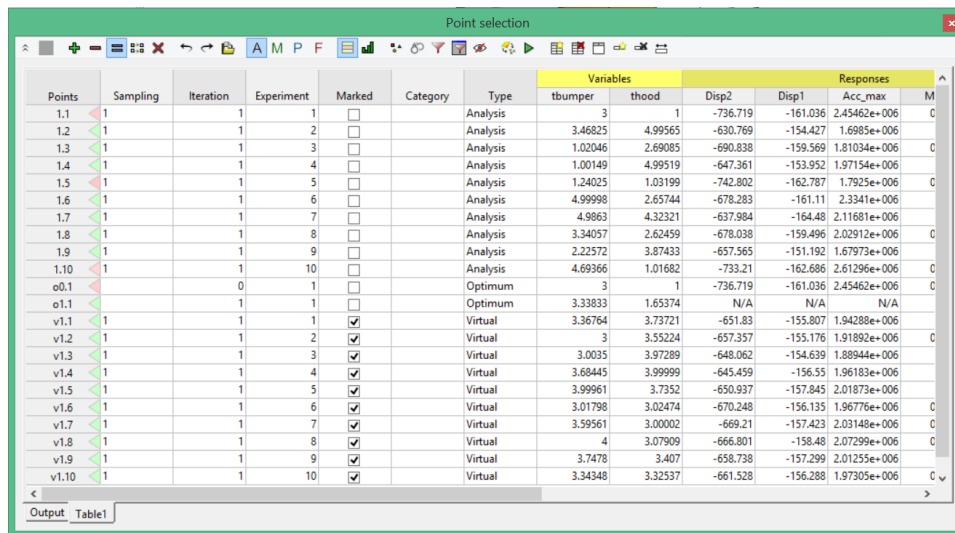 Point selection
x
A M P F
Variables Responses
Points Sampling Iteration Experiment Marked Category Type tbumper thood Disp2 Disp1 Acc_max M
1.1 1 1 1 Analysis 3 1 -736.719 -161.036 2.45462e+006 0
1.2 1 1 2 Analysis 3.46825 4.99565 -630.769 -154.427 1.6985e+006
1.3 1 1 3 Analysis 1.02046 2.69085 -690.838 -159.569 1.81034e+006 0
1.4 1 1 4 Analysis 1.00149 4.99519 -647.361 -153.952 1.97154e+006
1.5 1 1 5 Analysis 1.24025 1.03199 -742.802 -162.787 1.7925e+006 0
1.6 1 1 6 Analysis 4.99998 2.65744 -678.283 -161.11 2.3341e+006
1.7 1 1 7 Analysis 4.9863 4.32321 -637.984 -164.48 2.11681e+006
1.8 1 1 8 Analysis 3.34057 2.62459 -678.038 -159.496 2.02912e+006 0
1.9 1 1 9 Analysis 2.22572 3.87433 -657.565 -151.192 1.67973e+006
1.10 1 1 10 Analysis 4.69366 1.01682 -733.21 -162.686 2.61296e+006 0
o0.1 0 1 Optimum 3 1 -736.719 -161.036 2.45462e+006 0
o1.1 1 1 Optimum 3.33833 1.65374 N/A N/A N/A
v1.1 1 1 1 Virtual 3.36764 3.73721 -651.83 -155.807 1.94288e+006
v1.2 1 1 2 Virtual 3 3.55224 -657.357 -155.176 1.91892e+006 0
v1.3 1 1 3 Virtual 3.0035 3.97289 -648.062 -154.639 1.88944e+006
v1.4 1 1 4 Virtual 3.68445 3.99999 -645.459 -156.55 1.96183e+006
v1.5 1 1 5 Virtual 3.99961 3.7352 -650.937 -157.845 2.01873e+006
v1.6 1 1 6 Virtual 3.01798 3.02474 -670.248 -156.135 1.96776e+006 0
v1.7 1 1 7 Virtual 3.59561 3.00002 -669.21 -157.423 2.03148e+006 0
v1.8 1 1 8 Virtual 4 3.07909 -666.801 -158.48 2.07299e+006 0
v1.9 1 1 9 Virtual 3.7478 3.407 -658.738 -157.299 2.01255e+006
v1.10 1 1 10 Virtual 3.34348 3.32537 -661.528 -156.288 1.97305e+006 0
Output Table1